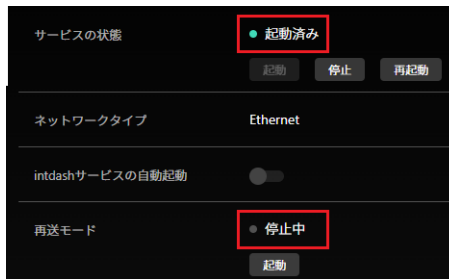 サービスの状態 起動済み
起動 停止 再起動
ネットワークタイプ Ethernet
intdashサービスの自動起動
再送モード 停止中
起動